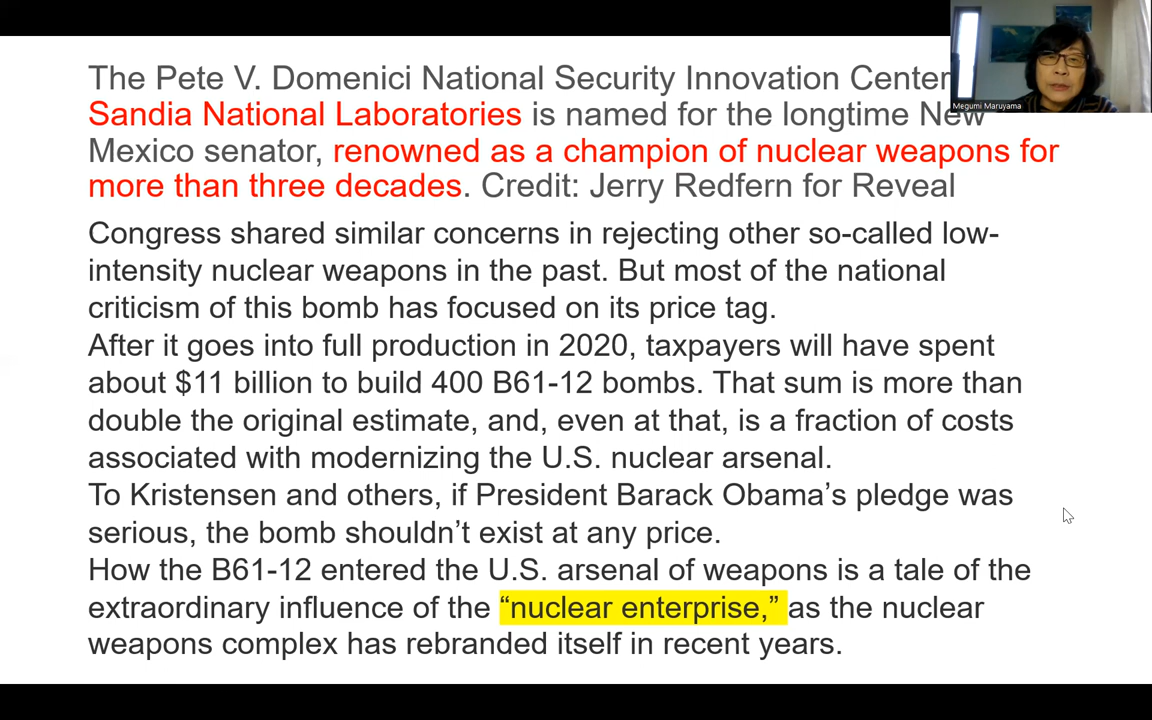 The Pete V. Domenici National Security Innovation Center
Sandia National Laboratories is named for the longtime New
Mexico senator, renowned as a champion of nuclear weapons for
more than three decades. Credit: Jerry Redfern for Reveal
Congress shared similar concerns in rejecting other so-called low-
intensity nuclear weapons in the past. But most of the national
criticism of this bomb has focused on its price tag.
After it goes into full production in 2020, taxpayers will have spent
about $11 billion to build 400 B61-12 bombs. That sum is more than
double the original estimate, and, even at that, is a fraction of costs
associated with modernizing the U.S. nuclear arsenal.
To Kristensen and others, if President Barack Obama’s pledge was
serious, the bomb shouldn’t exist at any price.
How the B61-12 entered the U.S. arsenal of weapons is a tale of the
extraordinary influence of the “nuclear enterprise,” as the nuclear
weapons complex has rebranded itself in recent years.
Megumi Maruyama